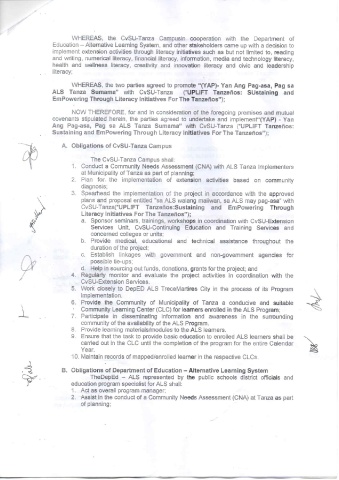 WHEREAS, the CvSU-Tanza Campusin cooperation with the Department of
Education – Alternative Learning System, and other stakeholders came up with a decision to
implement extension activities through literacy initiatives such as but not limited to, reading
and writing, numerical literacy, financial literacy, information, media and technology literacy,
health and wellness literacy, creativity and innovation literacy and civic and leadership
literacy;
WHEREAS, the two parties agreed to promote "(YAP)- Yan Ang Pag-asa, Pag sa
ALS Tanza Sumama" with CvSU-Tanza ("UPLIFT Tanzeños: Sustaining and
EmPowering Through Literacy Initiatives For The Tanzeños");
NOW THEREFORE, for and in consideration of the foregoing premises and mutual
covenants stipulated herein, the parties agreed to undertake and implement"(YAP) - Yan
Ang Pag-asa, Pag sa ALS Tanza Sumama" with CvSU-Tanza ("UPLIFT Tanzeños:
Sustaining and EmPowering Through Literacy Initiatives For The Tanzeños");
A. Obligations of CvSU-Tanza Campus
The CvSU-Tanza Campus shall:
1. Conduct a Community Needs Assessment (CNA) with ALS Tanza Implementers
at Municipality of Tanza as part of planning;
2. Plan for the implementation of extension activities based on community
diagnosis;
3. Spearhead the implementation of the project in accordance with the approved
plans and proposal entitled "sa ALS walang maliwan, sa ALS may pag-asa" with
CvSU-Tanza("UPLIFT Tanzeños:Sustaining and EmPowering Through
Literacy Initiatives For The Tanzeños");
a. Sponsor seminars, trainings, workshops in coordination with CvSU-Extension
Services Unit, CvSU-Continuing Education and Training Services and
concerned colleges or units;
b. Provide medical, educational and technical assistance throughout the
duration of the project;
c. Establish linkages with government and non-government agencies for
possible tie-ups;
d. Help in sourcing out funds, donations, grants for the project; and
4. Regularly monitor and evaluate the project activities in coordination with the
CvSU-Extension Services.
5. Work closely to DepED ALS TreceMartires City in the process of its Program
Implementation.
6. Provide the Community of Municipality of Tanza a conducive and suitable
Community Learning Center (CLC) for learners enrolled in the ALS Program;
7. Participate in disseminating information and awareness in the surrounding
community of the availability of the ALS Program.
8. Provide learning materials/modules to the ALS learners.
9. Ensure that the task to provide basic education to enrolled ALS learners shall be
carried out in the CLC until the completion of the program for the entire Calendar
Year.
10. Maintain records of mapped/enrolled learner in the respective CLCs.
B. Obligations of Department of Education – Alternative Learning System
TheDepEd – ALS represented by the public schools district officials and
education program specialist for ALS shall:
1. Act as overall program manager;
2. Assist in the conduct of a Community Needs Assessment (CNA) at Tanza as part
of planning;